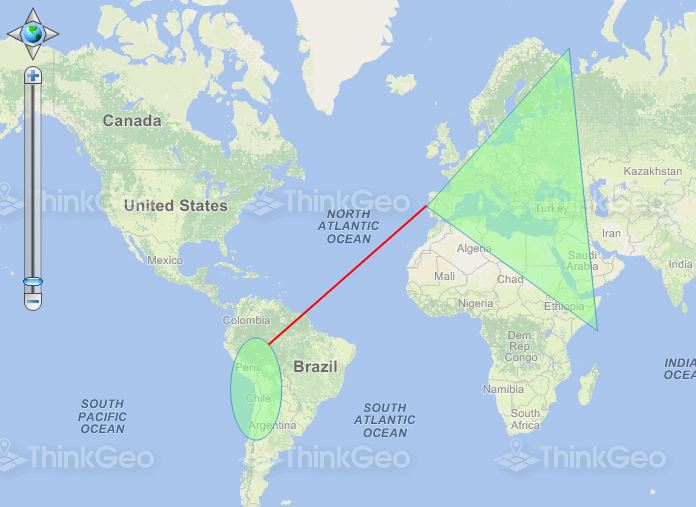 Canada
Kazakhstan
ThinkGeo
United States
ThinkGeo
NORTH
ATLANTIC
OCEAN
Turkey
ThinkGeo
Iran
Mexico
Algeria
Saudi
Arabia
India
Mali
Chad
Nigeria
Ethiopia
Colombia
Dem.
Rep.
Congo
Peru
Brazil
INDIA
OCEA
Namibia
Chile
SOUTH
PACIFIC
OCEAN
SOUTH
ATLANTIC
OCEAN
South
Africa
Argentina
ThinkGeo
ThinkGeo
ThinkGeo